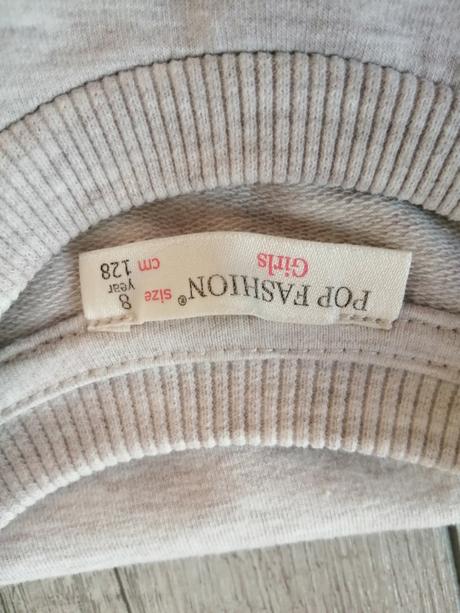 POP FASHION®
Girls
size 8 year
cm 128